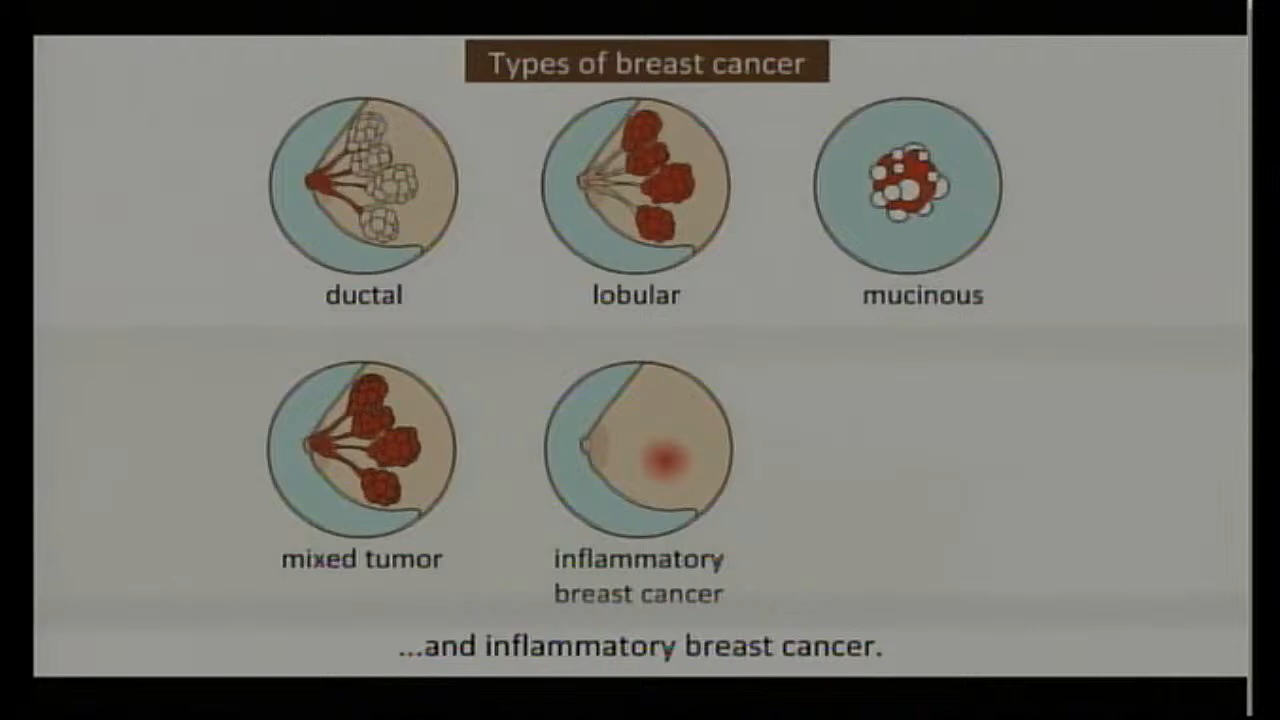 Types of breast cancer
ductal
lobular
mucinous
mixed tumor
inflammatory
breast cancer
...and inflammatory breast cancer.